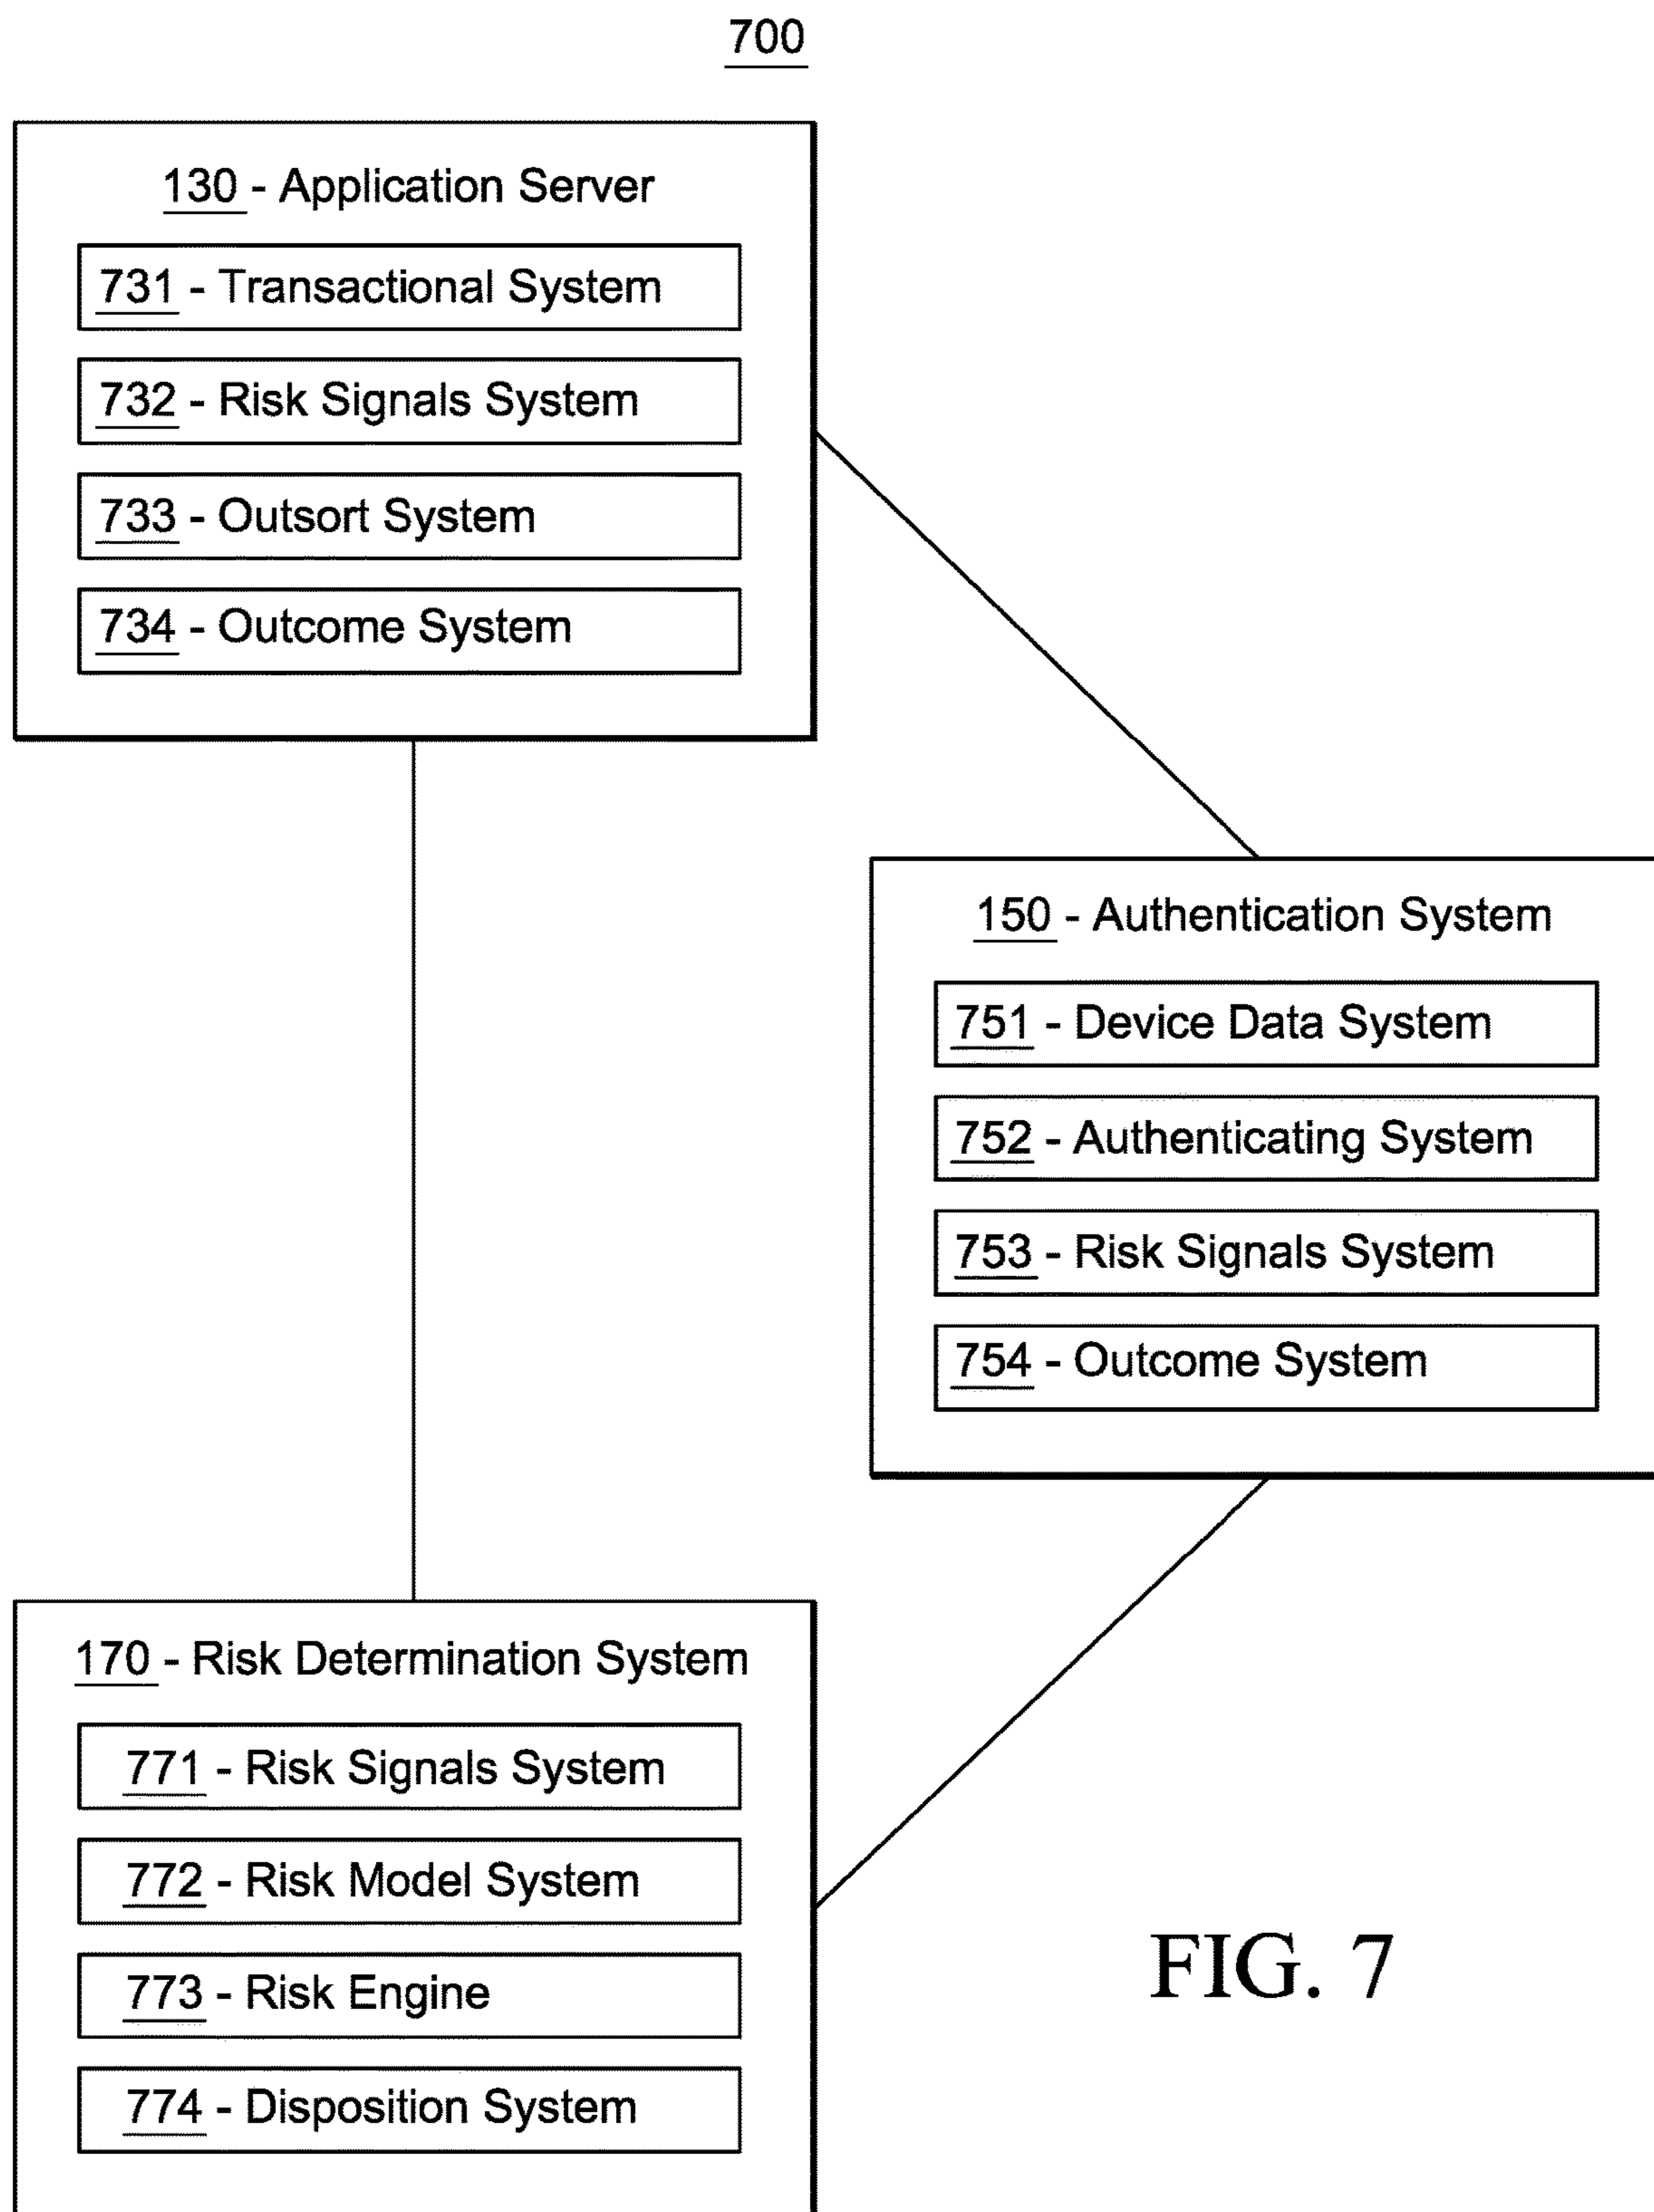 700
130 - Application Server
731 - Transactional System
732 - Risk Signals System
733 - Outsort System
734 - Outcome System
150 - Authentication System
751 - Device Data System
752 - Authenticating System
753 - Risk Signals System
754 - Outcome System
170 - Risk Determination System
771 - Risk Signals System
772 - Risk Model System
773 - Risk Engine
774 - Disposition System
FIG. 7